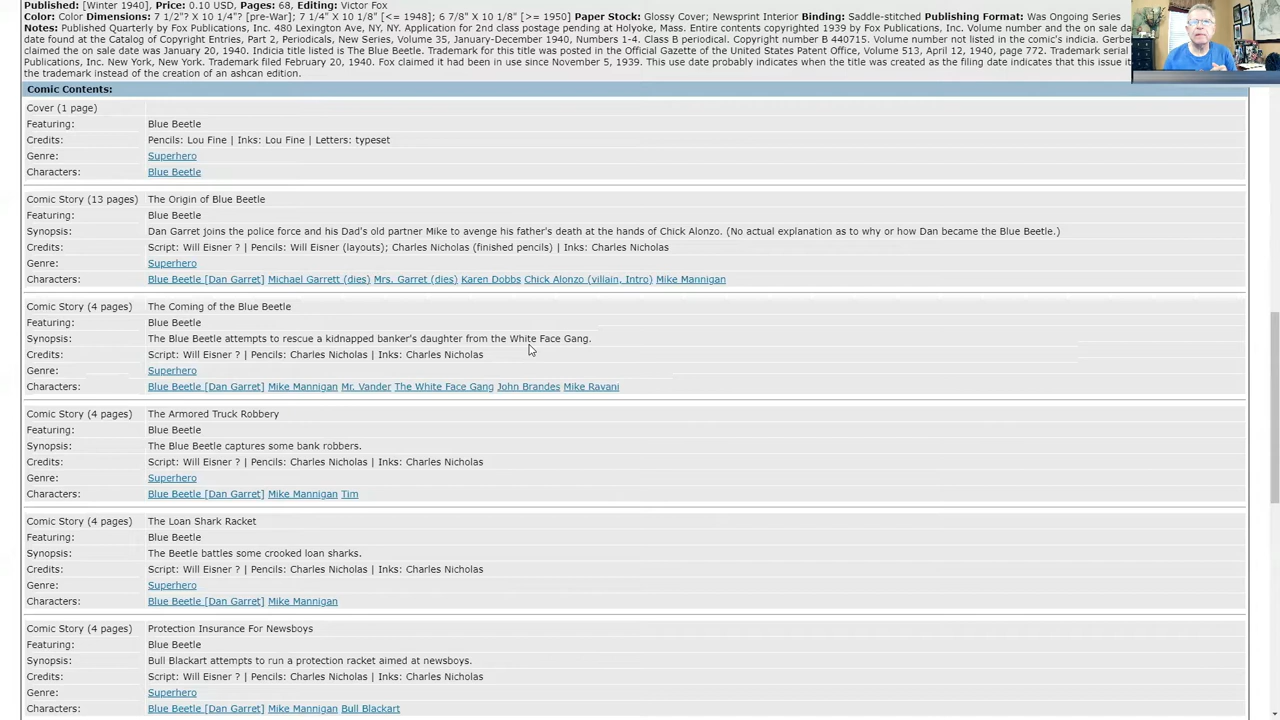 Published: [Winter 1940], Price: 0.10 USD, Pages: 68, Editing: Victor Fox
Color: Color Dimensions: 7 1/2"? X 10 1/4"? [pre-War]; 7 1/4" X 10 1/8" [<= 1948]; 6 7/8" X 10 1/8" [>= 1950] Paper Stock: Glossy Cover; Newsprint Interior Binding: Saddle-stitched Publishing Format: Was Ongoing Series
Notes: Published Quarterly by Fox Publications, Inc. 480 Lexington Ave, NY, NY. Application for 2nd class postage pending at Holyoke, Mass. Entire contents copyrighted 1939 by Fox Publications, Inc. Volume number and the on sale da
date found at the Catalog of Copyright Entries, Part 2, Periodicals, New Series, Volume 35, January-December 1940, Numbers 1-4. Class B periodical. Copyright number B 440715. Volume number not listed in the comic's indicia. Gerbe
claimed the on sale date was January 20, 1940. Indicia title listed is The Blue Beetle. Trademark for this title was posted in the Official Gazette of the United States Patent Office, Volume 513, April 12, 1940, page 772. Trademark serial
Publications, Inc. New York, New York. Trademark filed February 20, 1940. Fox claimed it had been in use since November 5, 1939. This use date probably indicates when the title was created as the filing date indicates that this issue it
the trademark instead of the creation of an ashcan edition.
Comic Contents:
Cover (1 page)
Featuring: Blue Beetle
Credits: Pencils: Lou Fine | Inks: Lou Fine | Letters: typeset
Genre: Superhero
Characters: Blue Beetle
Comic Story (13 pages) The Origin of Blue Beetle
Featuring: Blue Beetle
Synopsis: Dan Garret joins the police force and his Dad's old partner Mike to avenge his father's death at the hands of Chick Alonzo. (No actual explanation as to why or how Dan became the Blue Beetle.)
Credits: Script: Will Eisner ? | Pencils: Will Eisner (layouts); Charles Nicholas (finished pencils) | Inks: Charles Nicholas
Genre: Superhero
Characters: Blue Beetle [Dan Garret] Michael Garrett (dies) Mrs. Garret (dies) Karen Dobbs Chick Alonzo (villain, Intro) Mike Mannigan
Comic Story (4 pages) The Coming of the Blue Beetle
Featuring: Blue Beetle
Synopsis: The Blue Beetle attempts to rescue a kidnapped banker's daughter from the White Face Gang.
Credits: Script: Will Eisner ? | Pencils: Charles Nicholas | Inks: Charles Nicholas
Genre: Superhero
Characters: Blue Beetle [Dan Garret] Mike Mannigan Mr. Vander The White Face Gang John Brandes Mike Ravani
Comic Story (4 pages) The Armored Truck Robbery
Featuring: Blue Beetle
Synopsis: The Blue Beetle captures some bank robbers.
Credits: Script: Will Eisner ? | Pencils: Charles Nicholas | Inks: Charles Nicholas
Genre: Superhero
Characters: Blue Beetle [Dan Garret] Mike Mannigan Tim
Comic Story (4 pages) The Loan Shark Racket
Featuring: Blue Beetle
Synopsis: The Beetle battles some crooked loan sharks.
Credits: Script: Will Eisner ? | Pencils: Charles Nicholas | Inks: Charles Nicholas
Genre: Superhero
Characters: Blue Beetle [Dan Garret] Mike Mannigan
Comic Story (4 pages) Protection Insurance For Newsboys
Featuring: Blue Beetle
Synopsis: Bull Blackart attempts to run a protection racket aimed at newsboys.
Credits: Script: Will Eisner ? | Pencils: Charles Nicholas | Inks: Charles Nicholas
Genre: Superhero
Characters: Blue Beetle [Dan Garret] Mike Mannigan Bull Blackart